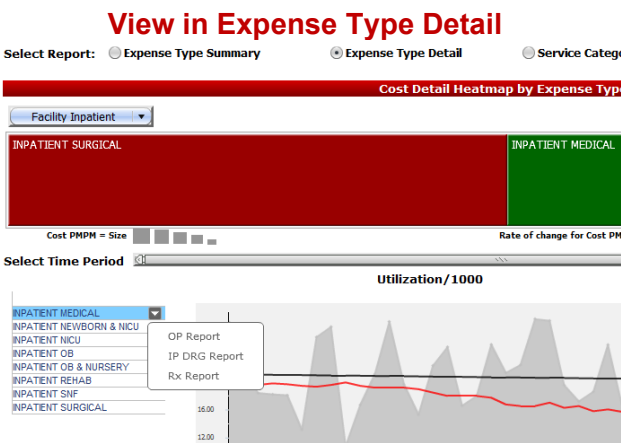 View in Expense Type Detail
Select Report: Expense Type Summary Expense Type Detail Service Catego
Cost Detail Heatmap by Expense Type
Facility Inpatient
INPATIENT SURGICAL INPATIENT MEDICAL
Cost PMPM = Size Rate of change for Cost PM
Select Time Period
Utilization/1000
INPATIENT MEDICAL
INPATIENT NEWBORN & NICU
INPATIENT NICU
INPATIENT OB
INPATIENT OB & NURSERY
INPATIENT REHAB
INPATIENT SNF
INPATIENT SURGICAL
OP Report
IP DRG Report
Rx Report
16.00
12.00